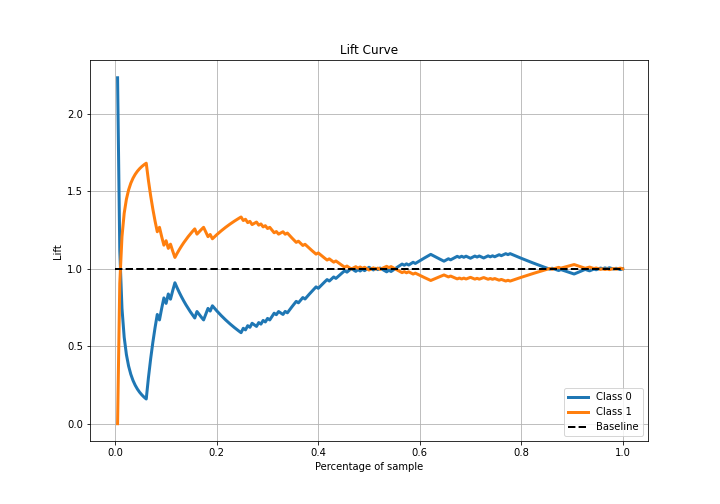 Lift Curve
Lift
2.0
1.5
1.0
0.5
0.0
0.0 0.2 0.4 0.6 0.8 1.0
Percentage of sample
Class 0
Class 1
Baseline